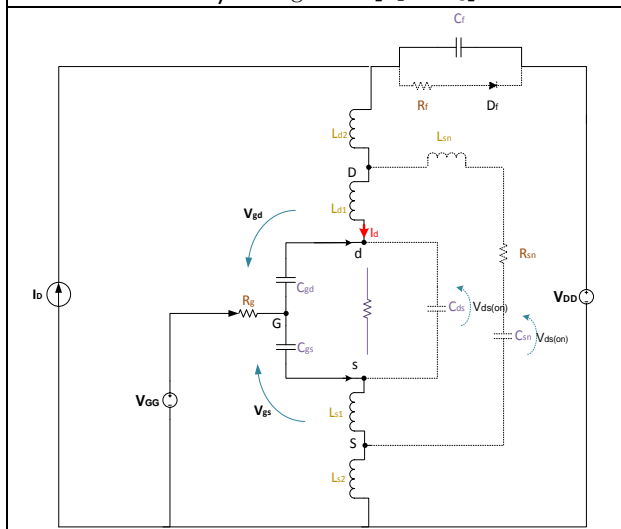 Cf
Rf
Df
Ld2
Lsn
D
Ld1
Vgd
Id
d
Rsn
ID
Cgd
VDD
Rg
G
Cds
Vds(on)
Csn
Vds(on)
Cgs
s
VGG
Vgs
Ls1
S
Ls2